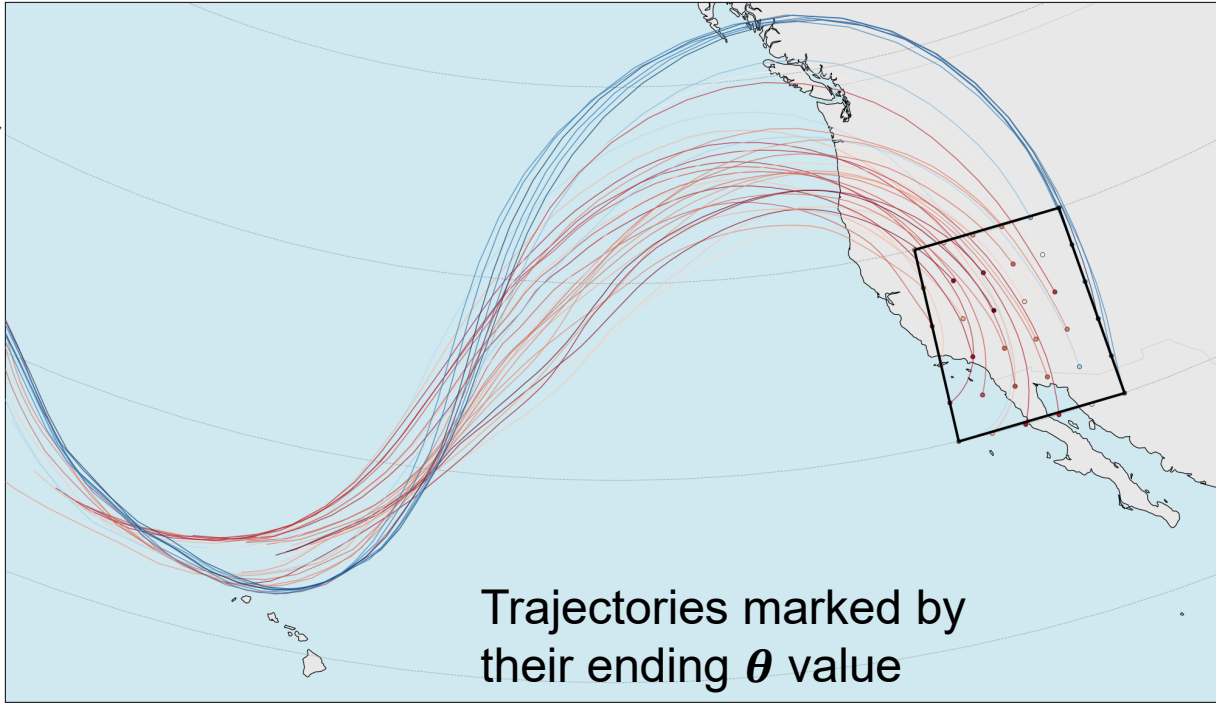 Trajectories marked by
their ending θ value